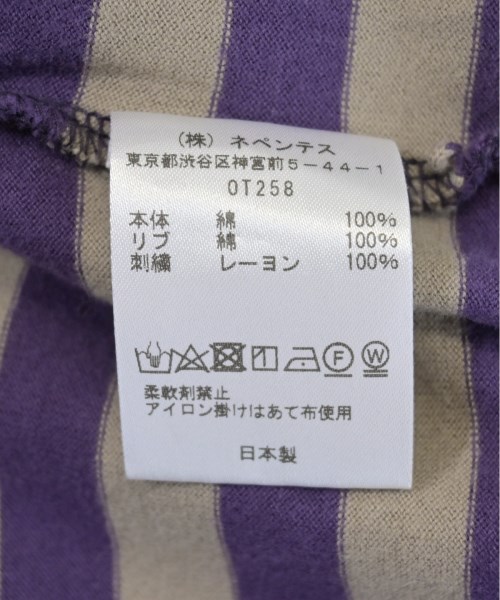 (株) ネペンテス
東京都渋谷区神宮前5-44-1
OT258
本体 綿 100%
リブ 綿 100%
刺繍 レーヨン 100%
F W
柔軟剤禁止
アイロン掛けはあて布使用
日本製